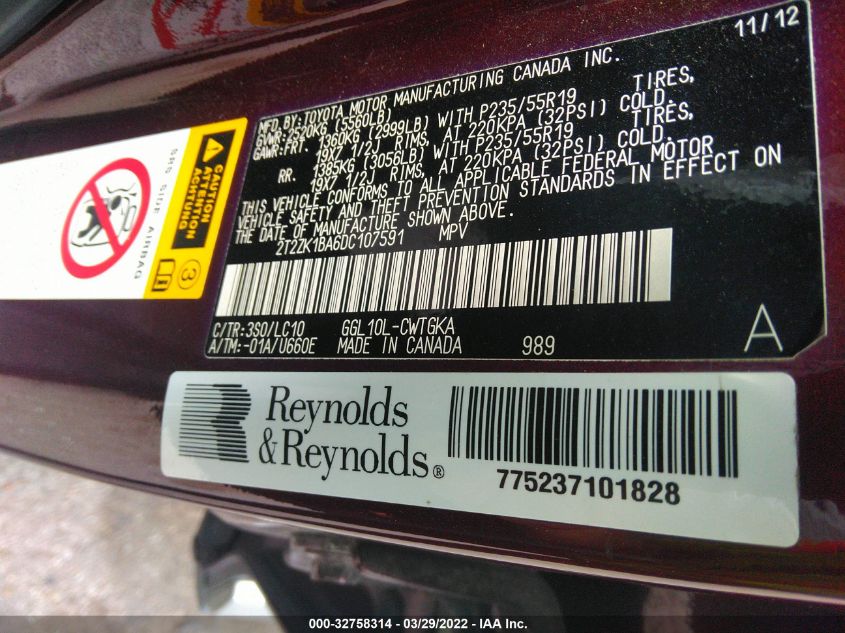 11/12
MFD.BY:TOYOTA MOTOR MANUFACTURING CANADA INC.
GVWR:2520KG (5560LB)
GAWR:FRT. 1360KG (2999LB) WITH P235/55R19 TIRES,
19X7 1/2J RIMS, AT 220KPA (32PSI) COLD.
RR. 1385KG (3056LB) WITH P235/55R19 TIRES,
19X7 1/2J RIMS, AT 220KPA (32PSI) COLD.
THIS VEHICLE CONFORMS TO ALL APPLICABLE FEDERAL MOTOR
VEHICLE SAFETY AND THEFT PREVENTION STANDARDS IN EFFECT ON
THE DATE OF MANUFACTURE SHOWN ABOVE.
2T2ZK1BA6DC107591 MPV
C/TR:3S0/LC10 GGL10L-CWTGKA
A/TM:-01A/U660E MADE IN CANADA 989
A
SRS SIDE AIRBAG
CAUTION
ATTENTION
ACHTUNG
3
Reynolds
&Reynolds®
775237101828
000-32758314 / 03/29/2022 - IAA Inc.